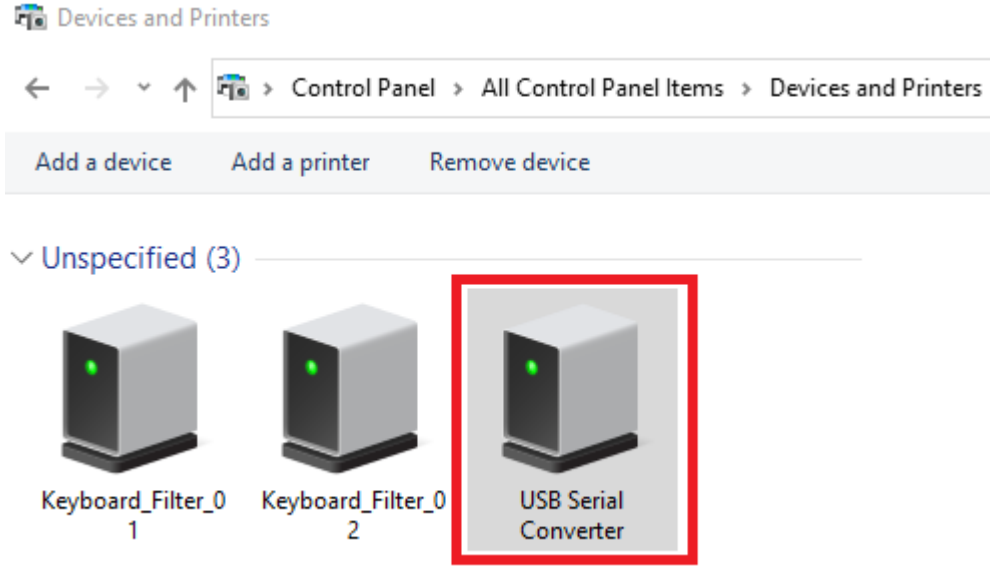 Devices and Printers
Control Panel > All Control Panel Items > Devices and Printers
Add a device Add a printer Remove device
Unspecified (3)
Keyboard_Filter_0
1
Keyboard_Filter_0
2
USB Serial
Converter